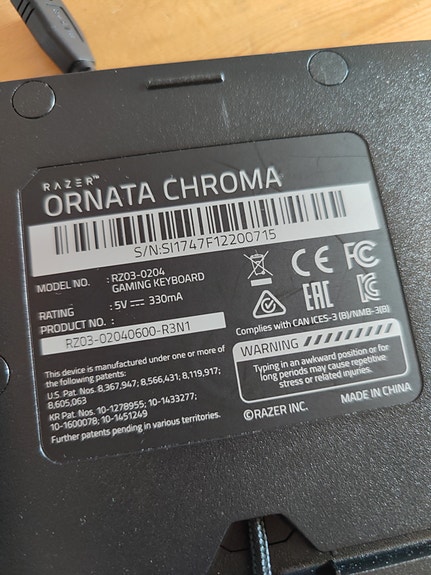 RAZER™
ORNATA CHROMA
S/N:SI1747F12200715
MODEL NO. : RZ03-0204
GAMING KEYBOARD
RATING : 5V⎓ 330mA
PRODUCT NO. :
RZ03-02040600-R3N1
This device is manufactured under one or more of
the following patents:
U.S. Pat. Nos. 8,367,947; 8,566,431; 8,119,917;
8,605,063
KR Pat. Nos. 10-1278955; 10-1433277;
10-1600078; 10-1451249
Further patents pending in various territories.
CE FC
EAC
Complies with CAN ICES-3 (B)/NMB-3(B)
WARNING
Typing in an awkward position or for
long periods may cause repetitive
stress or related injuries.
©RAZER INC. MADE IN CHINA